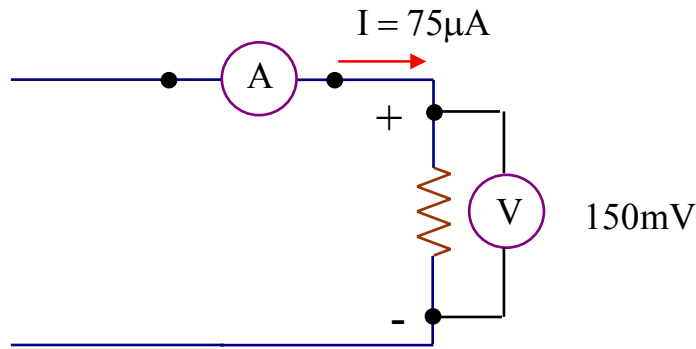 I = 75μA
A
+
V
150mV
-